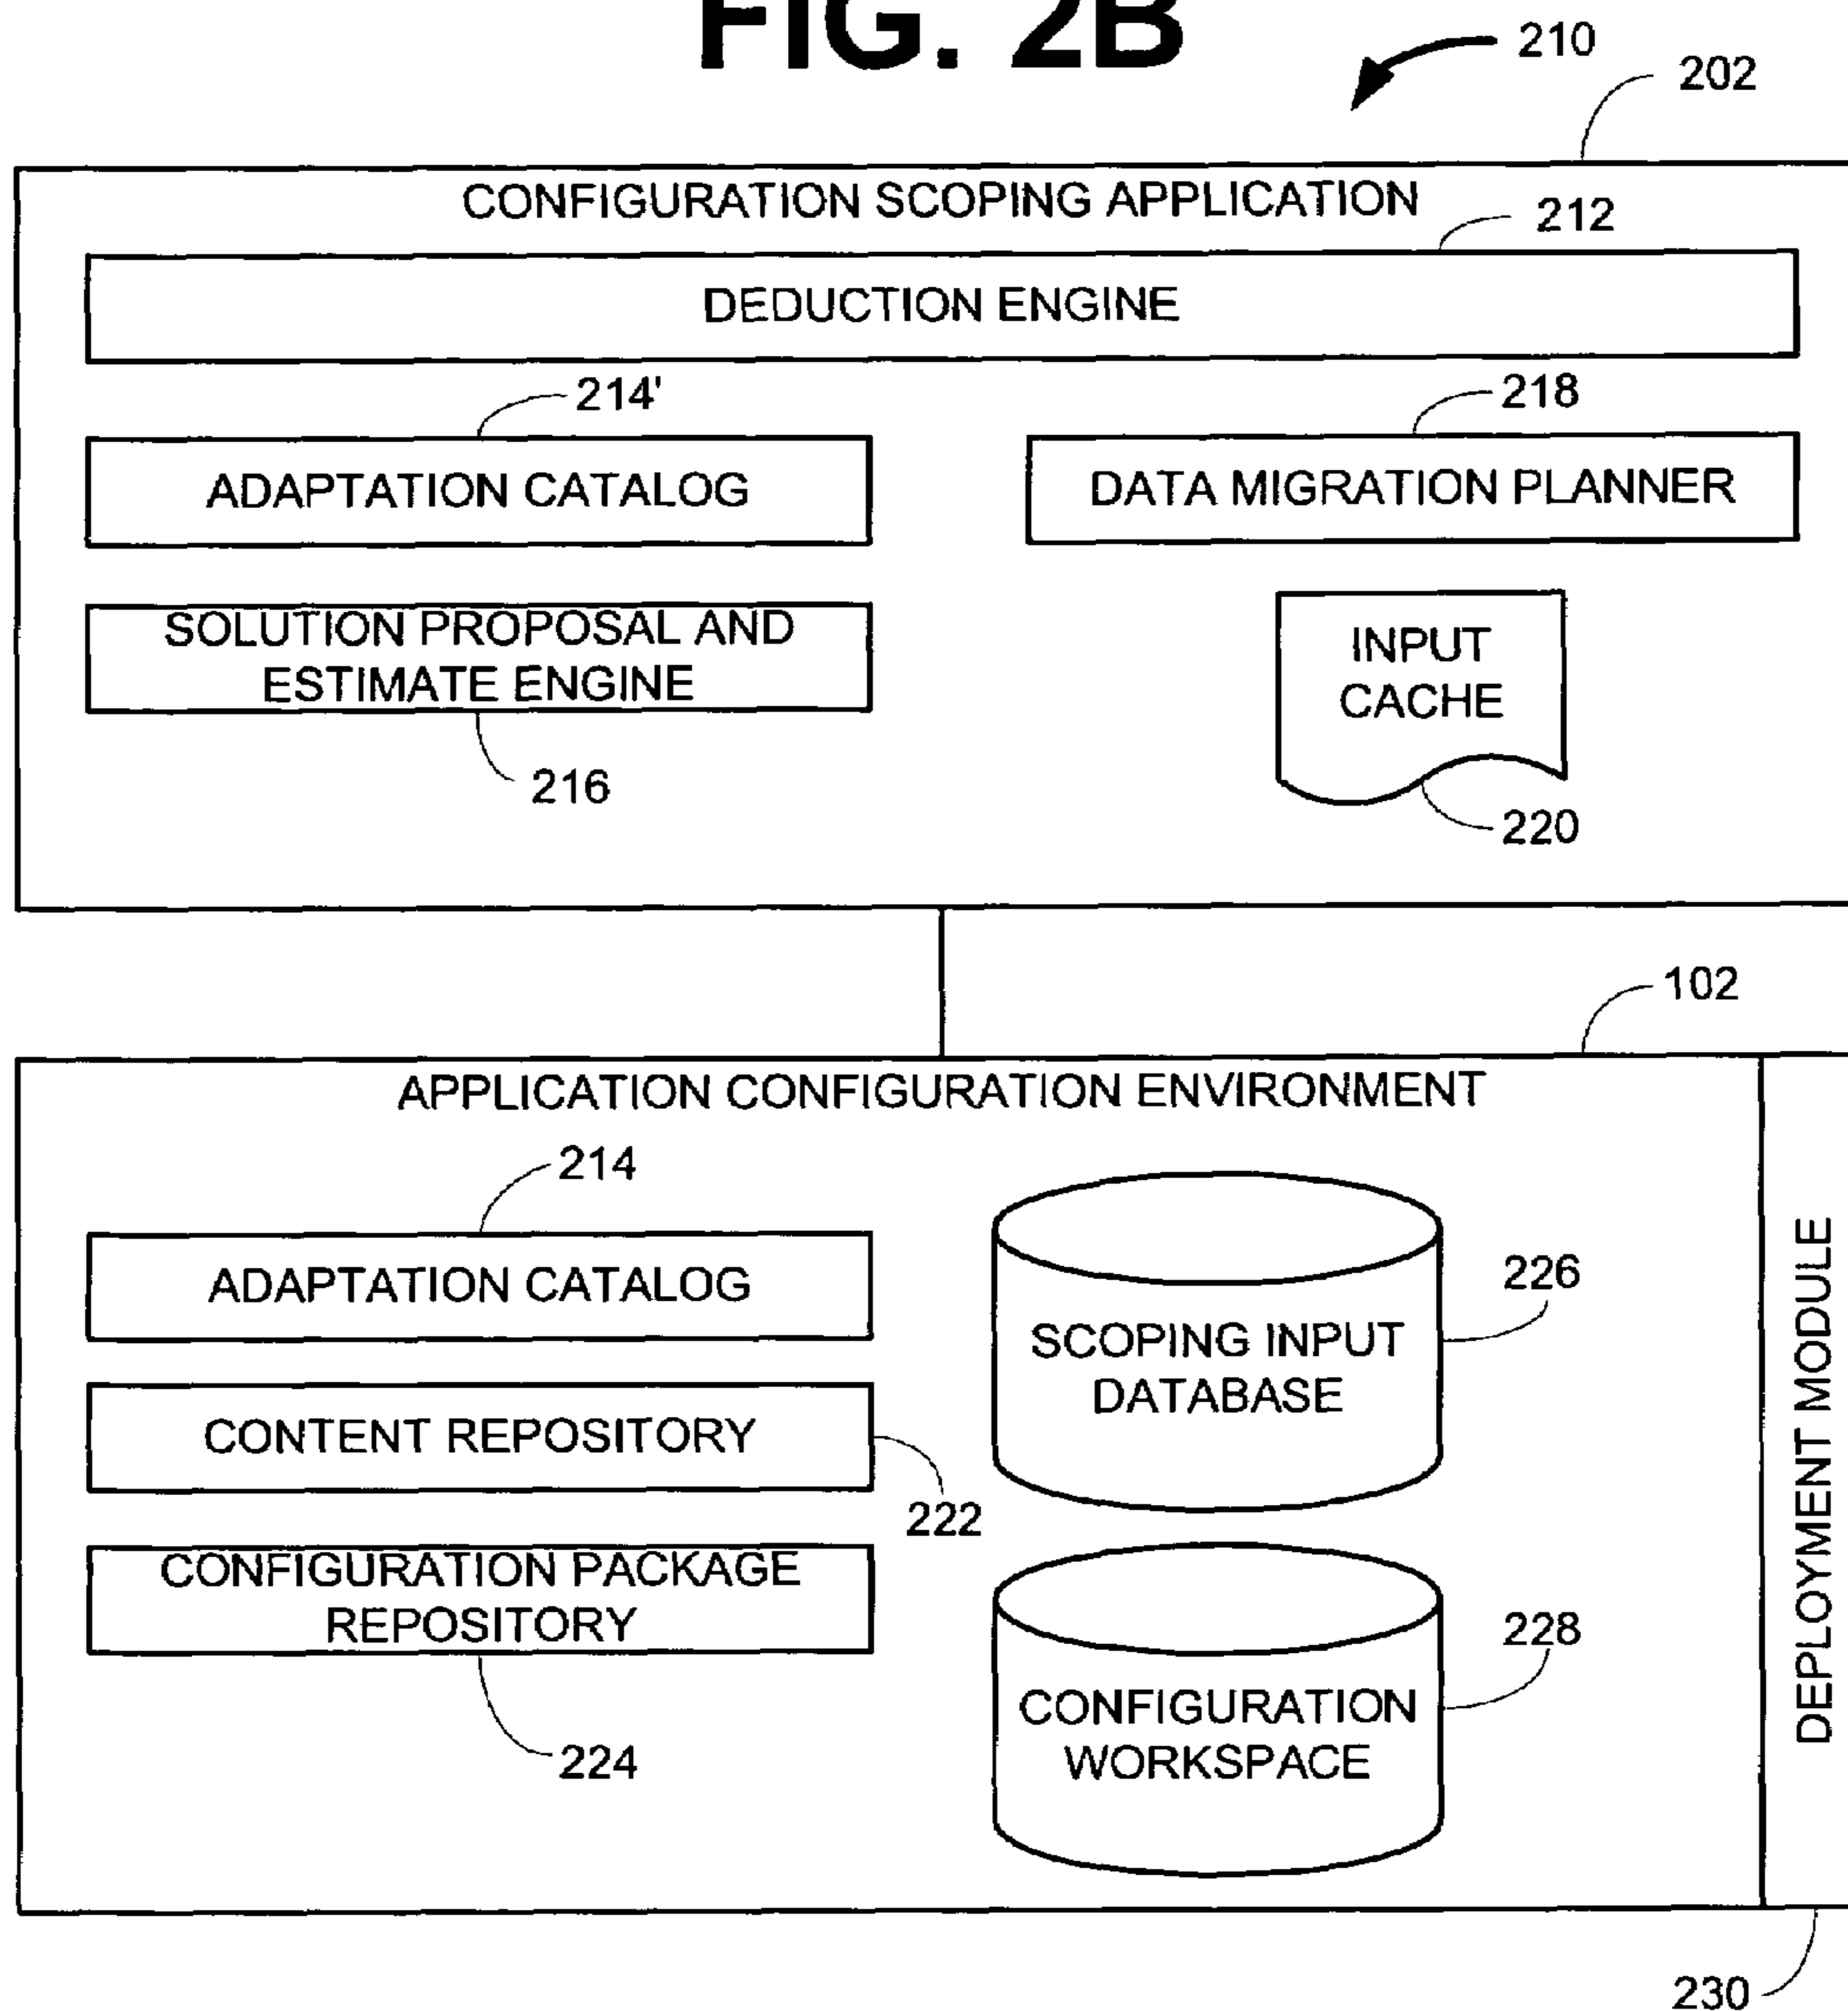 FIG. 2B
210
202
CONFIGURATION SCOPING APPLICATION
212
DEDUCTION ENGINE
214'
218
ADAPTATION CATALOG
DATA MIGRATION PLANNER
SOLUTION PROPOSAL AND
ESTIMATE ENGINE
INPUT
CACHE
216
220
102
APPLICATION CONFIGURATION ENVIRONMENT
214
ADAPTATION CATALOG
226
SCOPING INPUT
DATABASE
CONTENT REPOSITORY
222
CONFIGURATION PACKAGE
REPOSITORY
228
CONFIGURATION
WORKSPACE
224
DEPLOYMENT MODULE
230